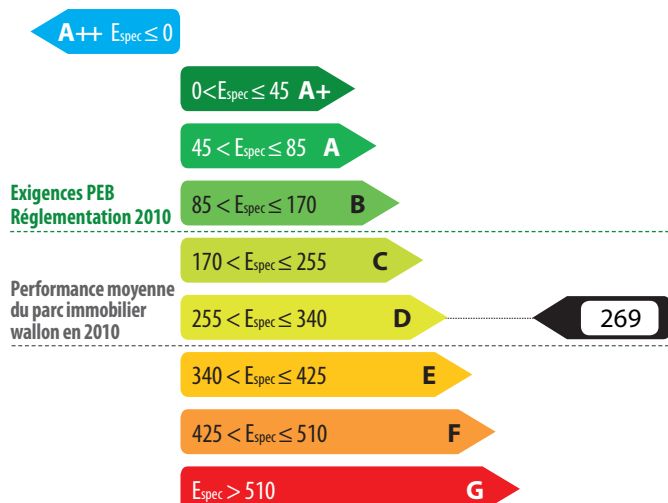 A++ Espec ≤ 0
0<Espec ≤ 45 A+
45 < Espec ≤ 85 A
Exigences PEB
Réglementation 2010
85 < Espec ≤ 170 B
170 < Espec ≤ 255 C
Performance moyenne
du parc immobilier
wallon en 2010
255 < Espec ≤ 340 D
269
340 < Espec ≤ 425 E
425 < Espec ≤ 510 F
Espec > 510 G